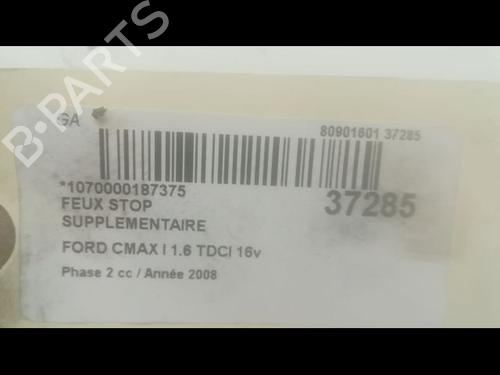 GA
80901601 37285
*1070000187375
FEUX STOP
37285
SUPPLEMENTAIRE
FORD CMAX I 1.6 TDCI 16v
Phase 2 cc / Année 2008
B-PARTS